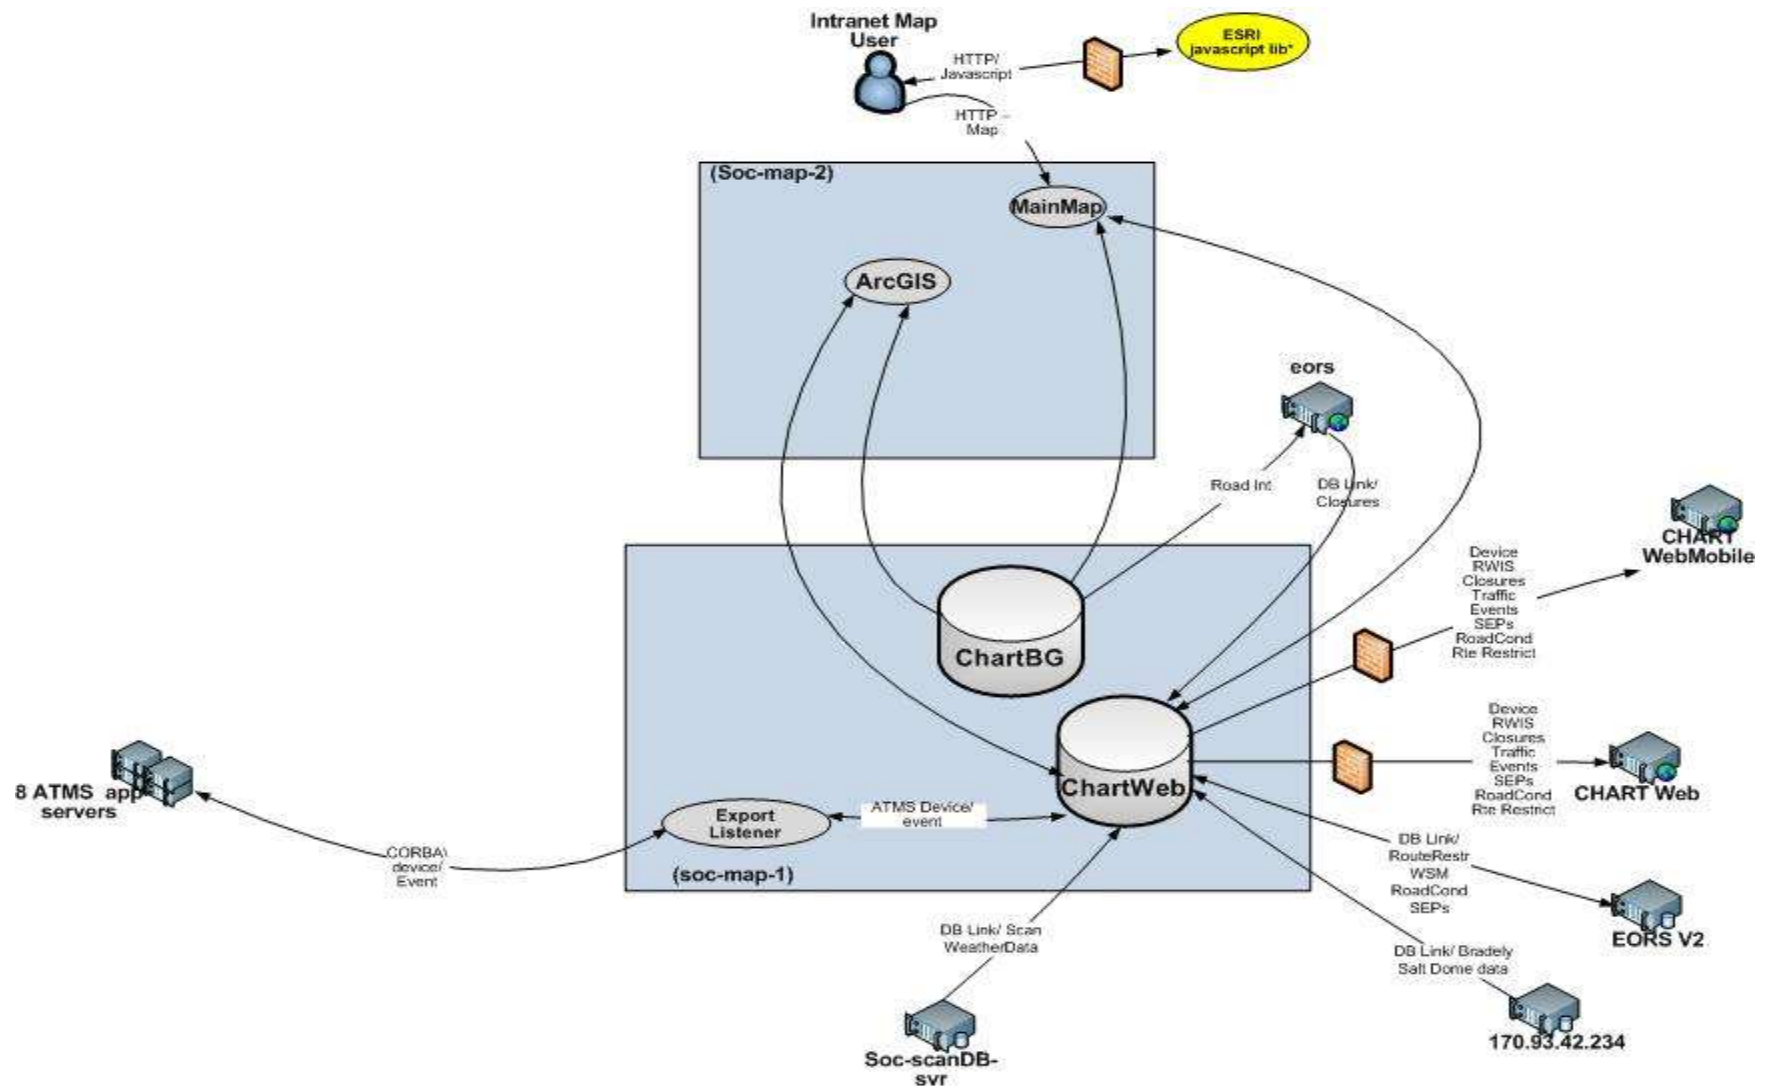 Intranet Map
User
ESRI
javascript lib*
HTTP/
Javascript
HTTP –
Map
(Soc-map-2)
MainMap
ArcGIS
eors
Road Int
DB Link/
Closures
CHART
WebMobile
Device
RWIS
Closures
Traffic
Events
SEPs
RoadCond
Rte Restrict
ChartBG
ChartWeb
Device
RWIS
Closures
Traffic
Events
SEPs
RoadCond
Rte Restrict
CHART Web
8 ATMS app
servers
CORBA\
device/
Event
Export
Listener
ATMS Device/
event
(soc-map-1)
DB Link/
RouteRestr
WSM
RoadCond
SEPs
EORS V2
DB Link/ Scan
WeatherData
DB Link/ Bradely
Salt Dome data
170.93.42.234
Soc-scanDB-
svr